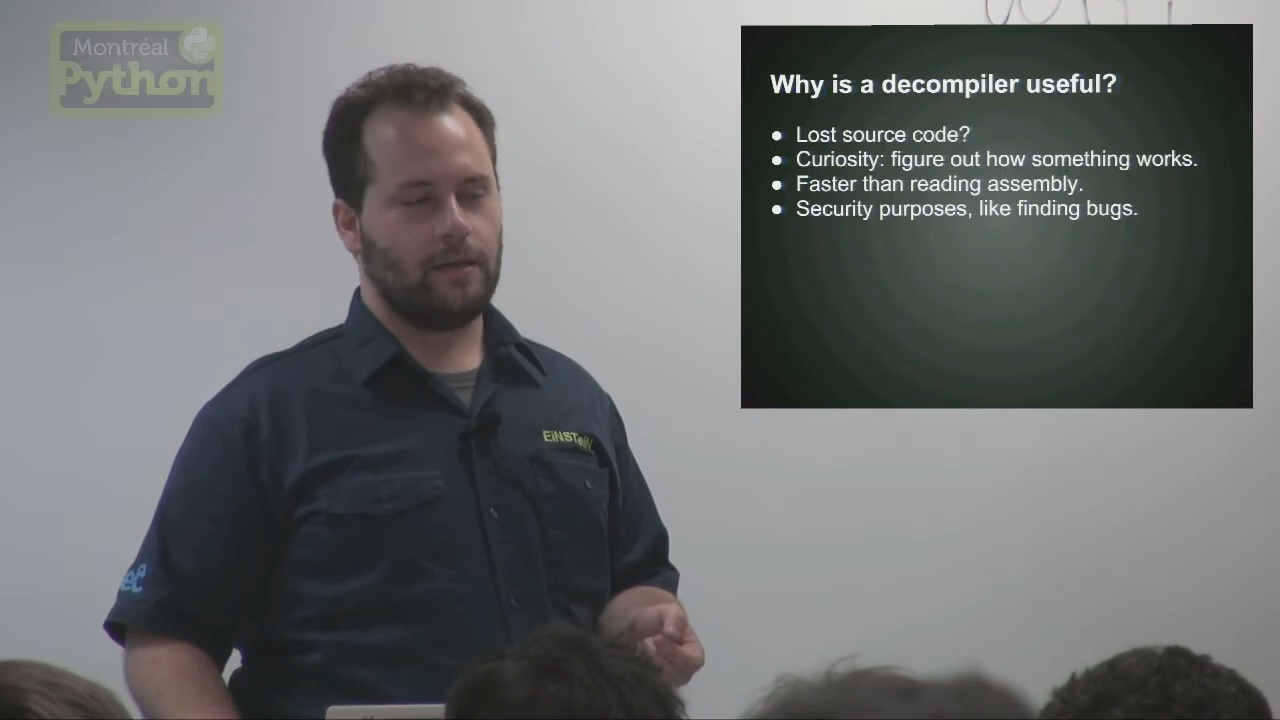 Montréal
Python
Why is a decompiler useful?
● Lost source code?
● Curiosity: figure out how something works.
● Faster than reading assembly.
● Security purposes, like finding bugs.
EiNSTeiN
ec